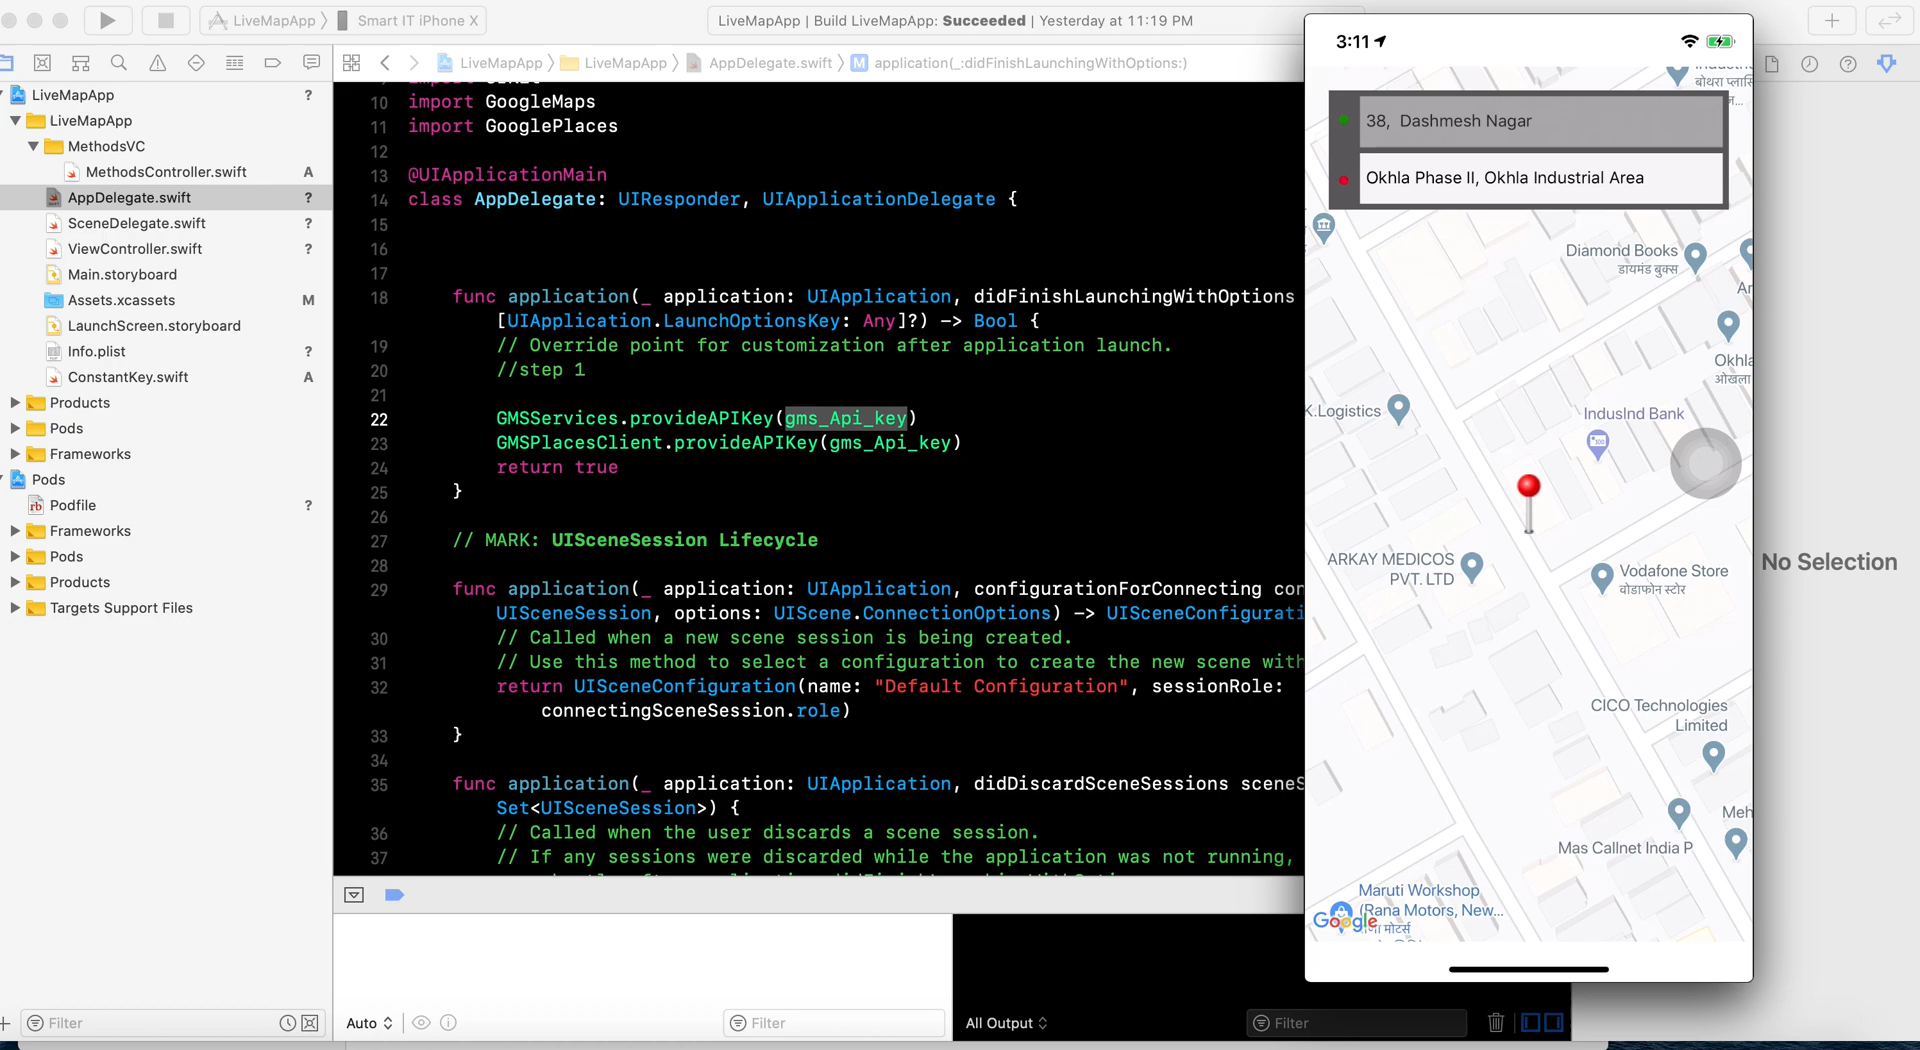 LiveMapApp
Smart IT iPhone X
LiveMapApp | Build LiveMapApp: Succeeded | Yesterday at 11:19 PM
LiveMapApp
LiveMapApp
AppDelegate.swift
M
application(_:didFinishLaunchingWithOptions:)
LiveMapApp ?
LiveMapApp
MethodsVC
MethodsController.swift A
AppDelegate.swift ?
SceneDelegate.swift ?
ViewController.swift ?
Main.storyboard
Assets.xcassets M
LaunchScreen.storyboard
Info.plist ?
ConstantKey.swift A
Products
Pods
Frameworks
Pods
Podfile ?
Frameworks
Pods
Products
Targets Support Files
Filter
10 import GoogleMaps
11 import GooglePlaces
12
13 @UIApplicationMain
14 class AppDelegate: UIResponder, UIApplicationDelegate {
15
16
17
18 func application(_ application: UIApplication, didFinishLaunchingWithOptions
[UIApplication.LaunchOptionsKey: Any]?) -> Bool {
19 // Override point for customization after application launch.
20 //step 1
21
22 GMSServices.provideAPIKey(gms_Api_key)
23 GMSPlacesClient.provideAPIKey(gms_Api_key)
24 return true
25 }
26
27 // MARK: UISceneSession Lifecycle
28
29 func application(_ application: UIApplication, configurationForConnecting
UISceneSession, options: UIScene.ConnectionOptions) ->
30 // Called when a new scene session is being created.
31 // Use this method to select a configuration to create the new scene with
32 return UISceneConfiguration(name: "Default Configuration", sessionRole:
connectingSceneSession.role)
33 }
34
35 func application(_ application: UIApplication, didDiscardSceneSessions
Set<UISceneSession>) {
36 // Called when the user discards a scene session.
37 // If any sessions were discarded while the application was not running,
Auto
Filter
All Output
Filter
No Selection
3:11
38, Dashmesh Nagar
Okhla Phase II, Okhla Industrial Area
Diamond Books
डायमंड बुक्स
Okhla
ओखला
K.Logistics
IndusInd Bank
ARKAY MEDICOS
PVT. LTD
Vodafone Store
वोडाफोन स्टोर
CICO Technologies
Limited
Meh
Mas Callnet India P
Maruti Workshop
(Rana Motors, New...
मोटर्स
Google